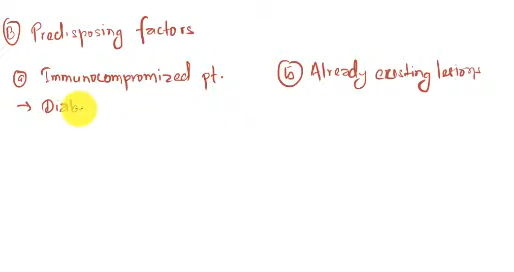 Ⓑ Predisposing factors
ⓐ Immunocompromized pt.
→ Diab
ⓑ Already existing lesions